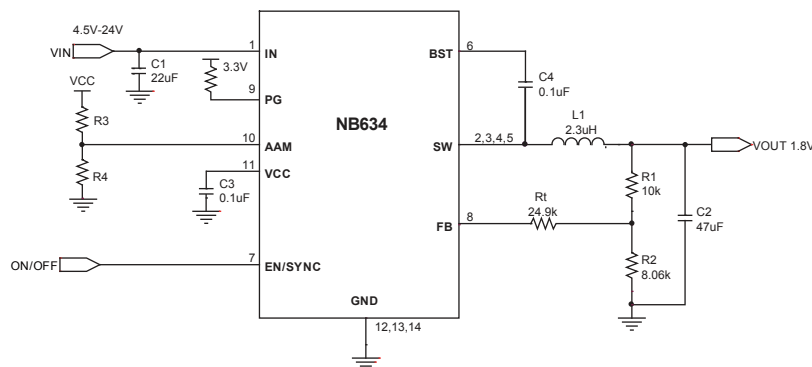 4.5V-24V
VIN
C1
22uF
1
IN
3.3V
9
PG
VCC
R3
10
AAM
R4
11
VCC
C3
0.1uF
ON/OFF
7
EN/SYNC
NB634
GND
12,13,14
BST
6
C4
0.1uF
SW
2,3,4,5
L1
2.3uH
VOUT 1.8V
R1
10k
C2
47uF
FB
8
Rt
24.9k
R2
8.06k